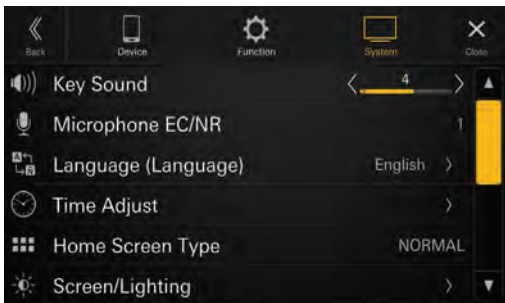 Back Device Function System Close
Key Sound 4
Microphone EC/NR 1
Language (Language) English
Time Adjust
Home Screen Type NORMAL
Screen/Lighting